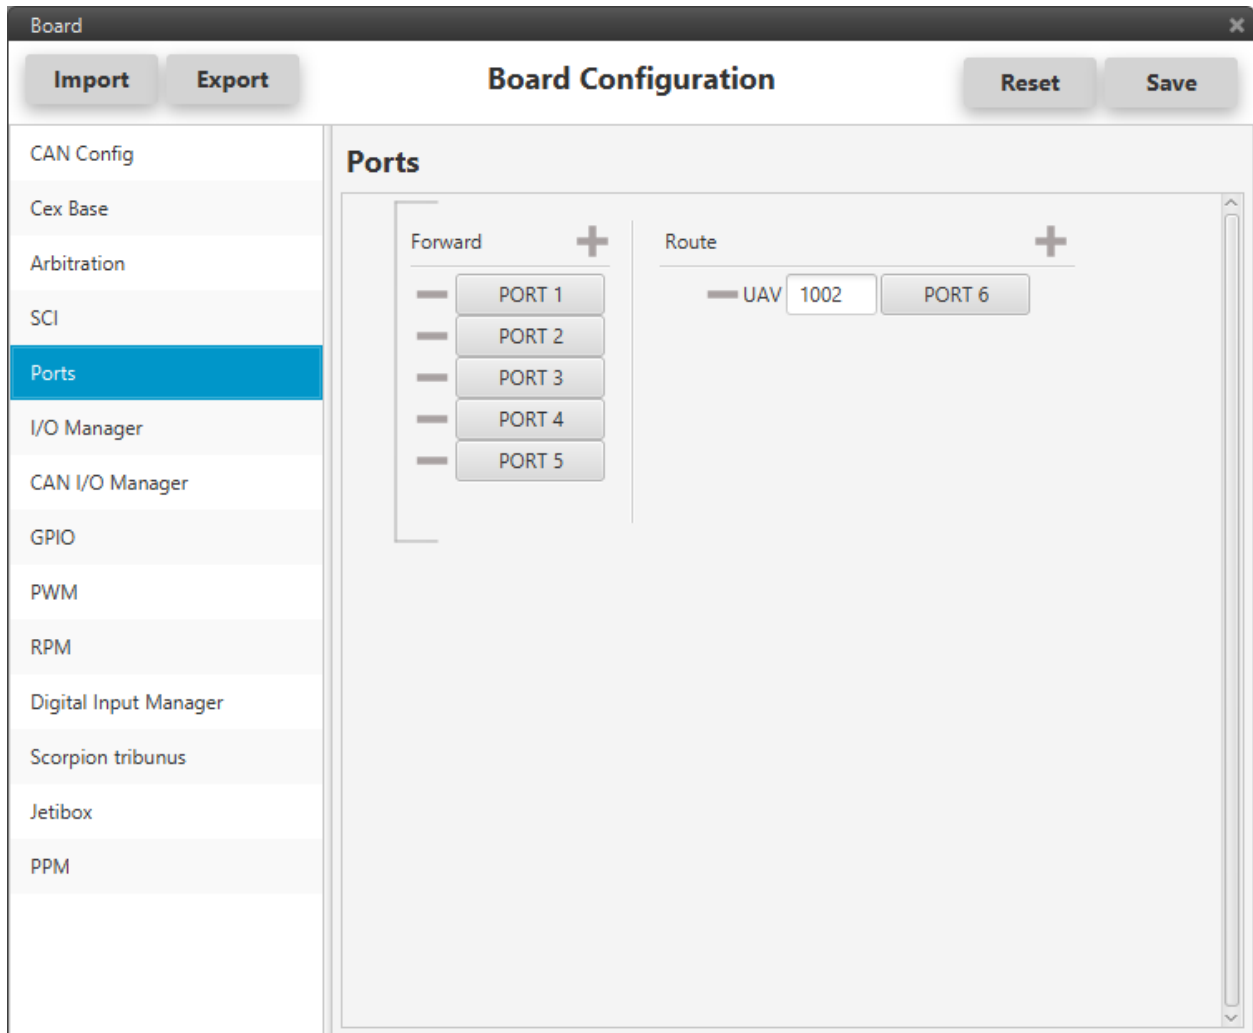 Board
Import Export Board Configuration Reset Save
CAN Config
Cex Base
Arbitration
SCI
Ports
I/O Manager
CAN I/O Manager
GPIO
PWM
RPM
Digital Input Manager
Scorpion tribunus
Jetibox
PPM
Ports
Forward
PORT 1
PORT 2
PORT 3
PORT 4
PORT 5
Route
UAV 1002 PORT 6